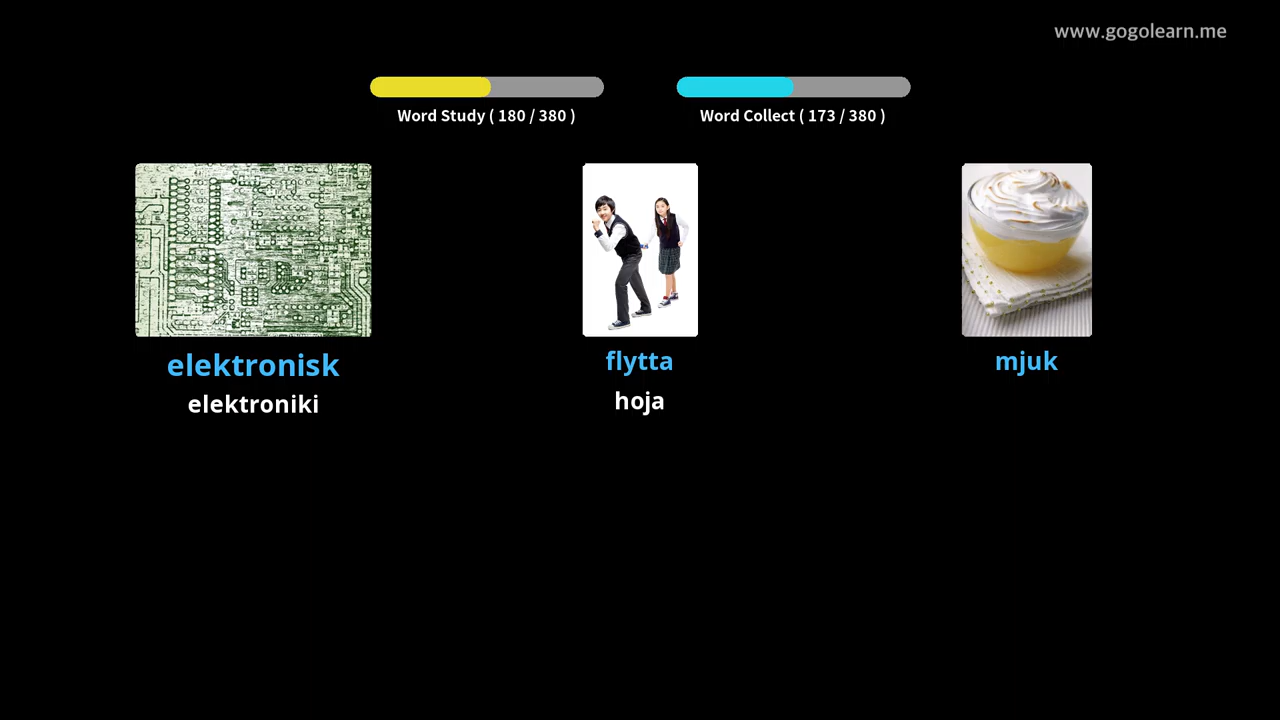 www.gogolearn.me
Word Study ( 180 / 380 )
Word Collect ( 173 / 380 )
elektronisk
elektroniki
flytta
hoja
mjuk